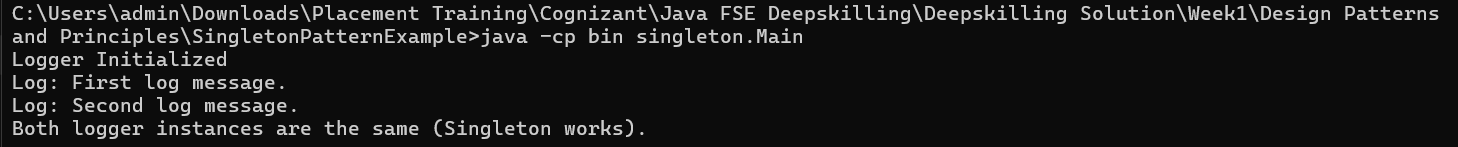 C:\Users\admin\Downloads\Placement Training\Cognizant\Java FSE Deepskilling\Deepskilling Solution\Week1\Design Patterns
and Principles\SingletonPatternExample>java -cp bin singleton.Main
Logger Initialized
Log: First log message.
Log: Second log message.
Both logger instances are the same (Singleton works).